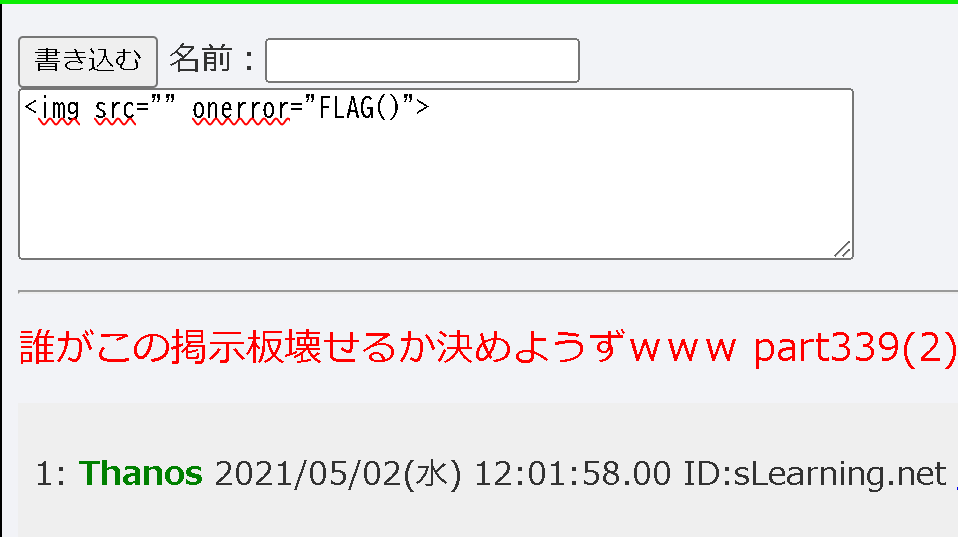 書き込む 名前：
<img src="" onerror="FLAG()">
誰がこの掲示板壊せるか決めようずｗｗｗ part339(2)
1: Thanos 2021/05/02(水) 12:01:58.00 ID:sLearning.net